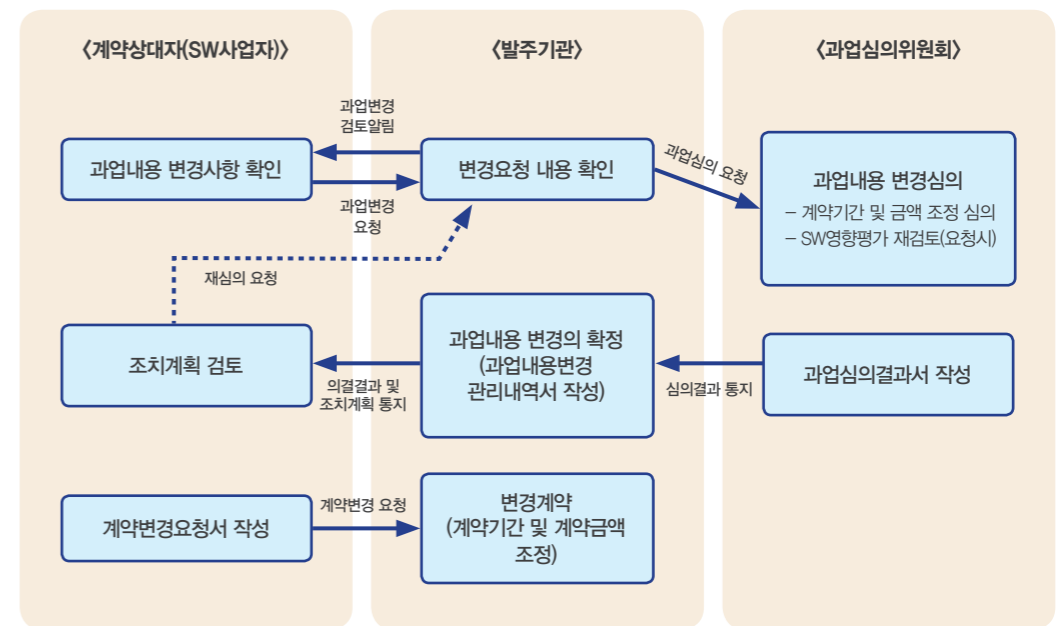 〈계약상대자(SW사업자)〉
〈발주기관〉
〈과업심의위원회〉
과업변경
검토알림
과업내용 변경사항 확인
변경요청 내용 확인
과업심의 요청
과업내용 변경심의
- 계약기간 및 금액 조정 심의
- SW영향평가 재검토(요청시)
과업변경
요청
재심의 요청
조치계획 검토
과업내용 변경의 확정
(과업내용변경
관리내역서 작성)
과업심의결과서 작성
의결결과 및
조치계획 통지
심의결과 통지
계약변경요청서 작성
계약변경 요청
변경계약
(계약기간 및 계약금액
조정)